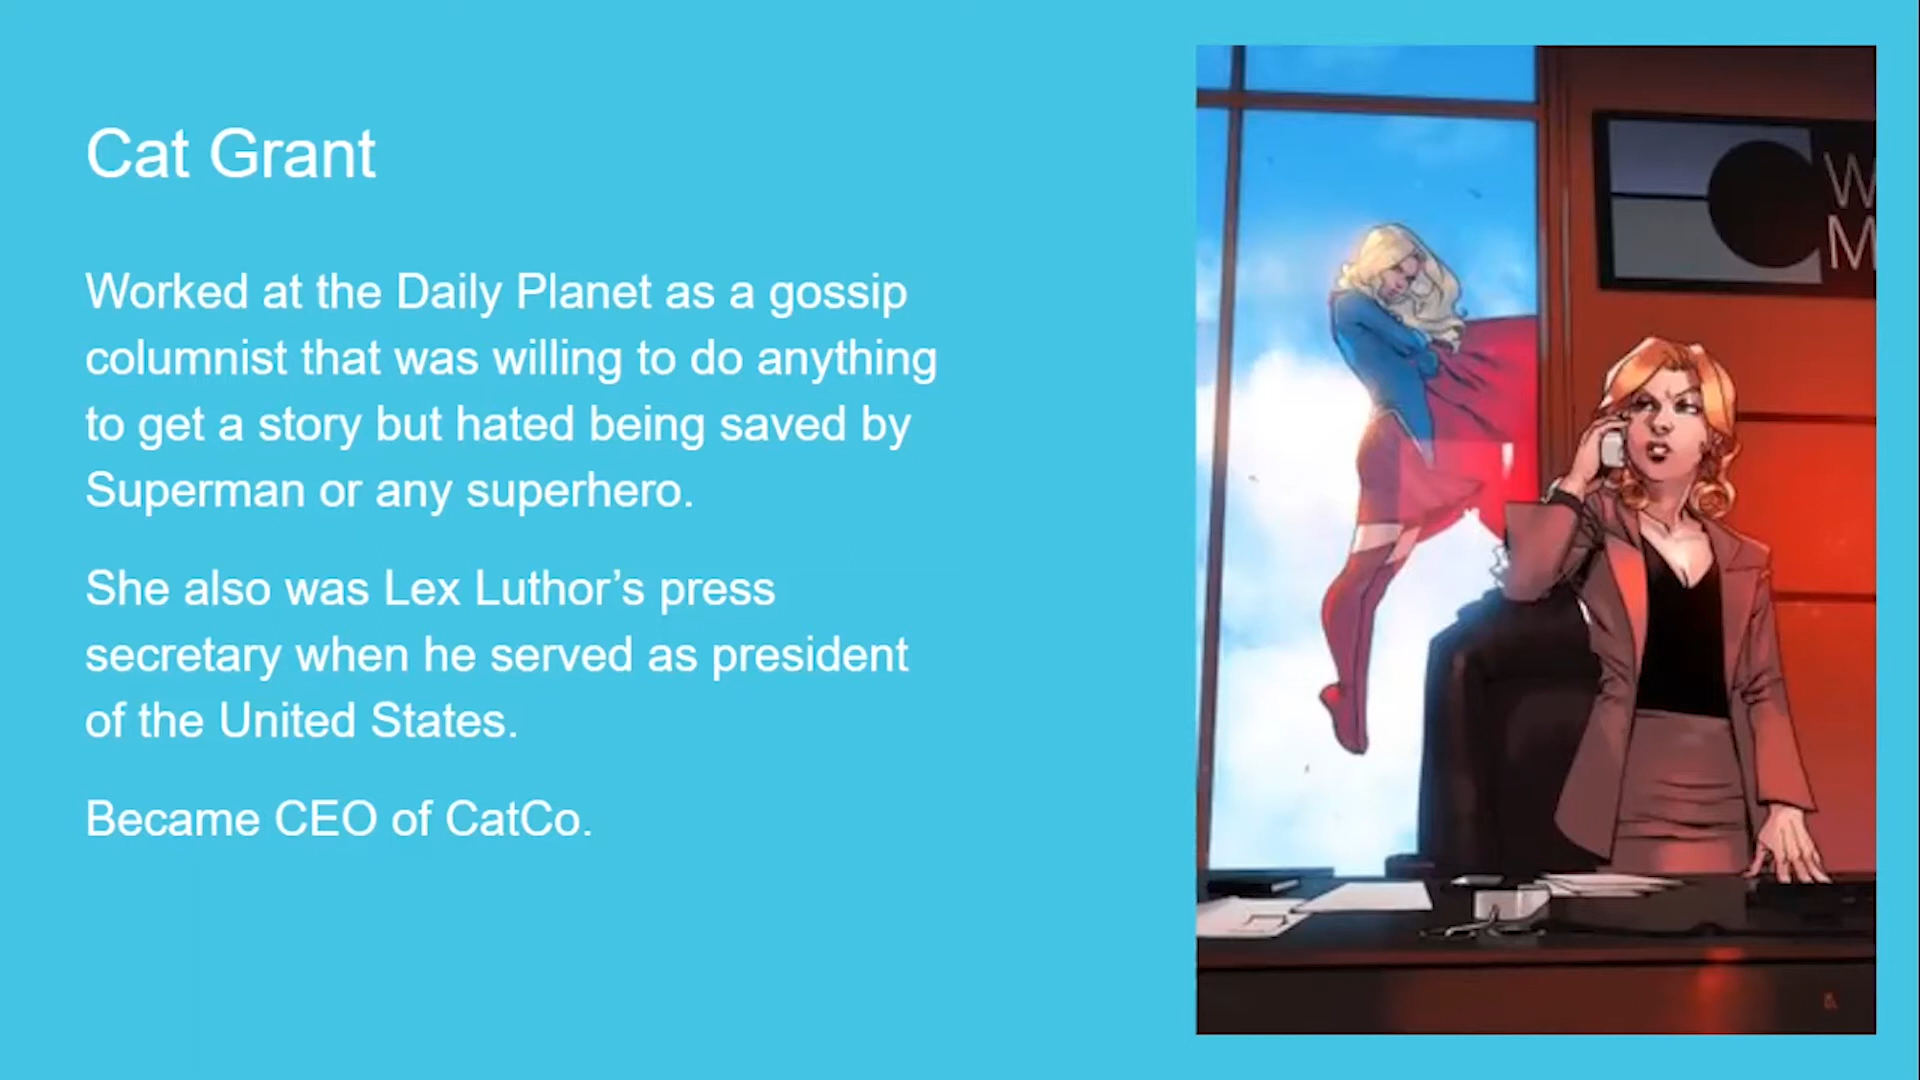 Cat Grant
Worked at the Daily Planet as a gossip
columnist that was willing to do anything
to get a story but hated being saved by
Superman or any superhero.
She also was Lex Luthor’s press
secretary when he served as president
of the United States.
Became CEO of CatCo.
W
M